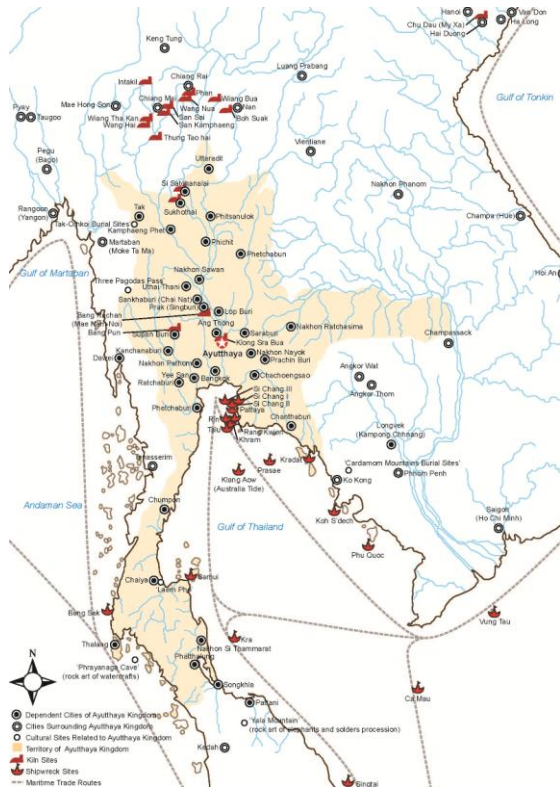 Hanoi
Van Don
Ha Long
Chu Dau (My Xa)
Hai Duong
Keng Tung
Gulf of Tonkin
Luang Prabang
Intakil
Chiang Rai
Phan
Mae Hong Son
Chiang Mai
Wang Nua
Wiang Bua
Nan
San Sai
Boh Suak
Wiang Tha Kan
San Kamphaeng
Wang Hai
Thung Tao hai
Pyay
Taugoo
Vientiane
Pegu
(Bago)
Uttaradit
Si Satchanalai
Nakhon Phanom
Sukhothai
Tak
Rangoon
(Yangon)
Phitsanulok
Champa (Hue)
Kamphaeng Phet
Martaban
(Moke Ta Ma)
Phichit
Phetchabun
Gulf of Martaban
Hoi An
Three Pagodas Pass
Nakhon Sawan
Uthai Thani
Sankhaburi (Chai Nat)
Prak (Singburi)
Lop Buri
Bang Rachan
(Mae Nam Noi)
Ang Thong
Saraburi
Nakhon Ratchasima
Bang Pun
Supan Buri
Klong Sra Bua
Champassack
Ayutthaya
Kanchanaburi
Nakhon Nayok
Dawei
Prachin Buri
Nakhon Pathom
Angkor Wat
Yee San
Bangkok
Chachoengsao
Ratchaburi
Angkor Thom
Si Chang III
Si Chang I
Si Chang II
Phetchaburi
Pattaya
Chanthaburi
Rin
Rang Kwien
Khram
Longvek
(Kampong Chhnang)
Kradat
Prasae
'Cardamom Mountains Burial Sites'
Tenasserim
Klang Aow
(Australia Tide)
Ko Kong
Phnum Penh
Andaman Sea
Chumpon
Koh S'dech
Saigon
(Ho Chi Minh)
Gulf of Thailand
Phu Quoc
Chaiya
Samui
'Laem Pho'
Bang Sak
Vung Tau
Thalang
Kra
Nakhon Si Thammarat
'Phrayanaga Cave'
(rock art of watercrafts)
Phatthalung
Songkhla
Ca Mau
Pattani
'Yala Mountain'
(rock art of elephants and solders procession)
Kedah
Singtai
N
Dependent Cities of Ayutthaya Kingdom
Cities Surrounding Ayutthaya Kingdom
Cultural Sites Related to Ayutthaya Kingdom
Territory of Ayutthaya Kingdom
Kiln Sites
Shipwreck Sites
Maritime Trade Routes